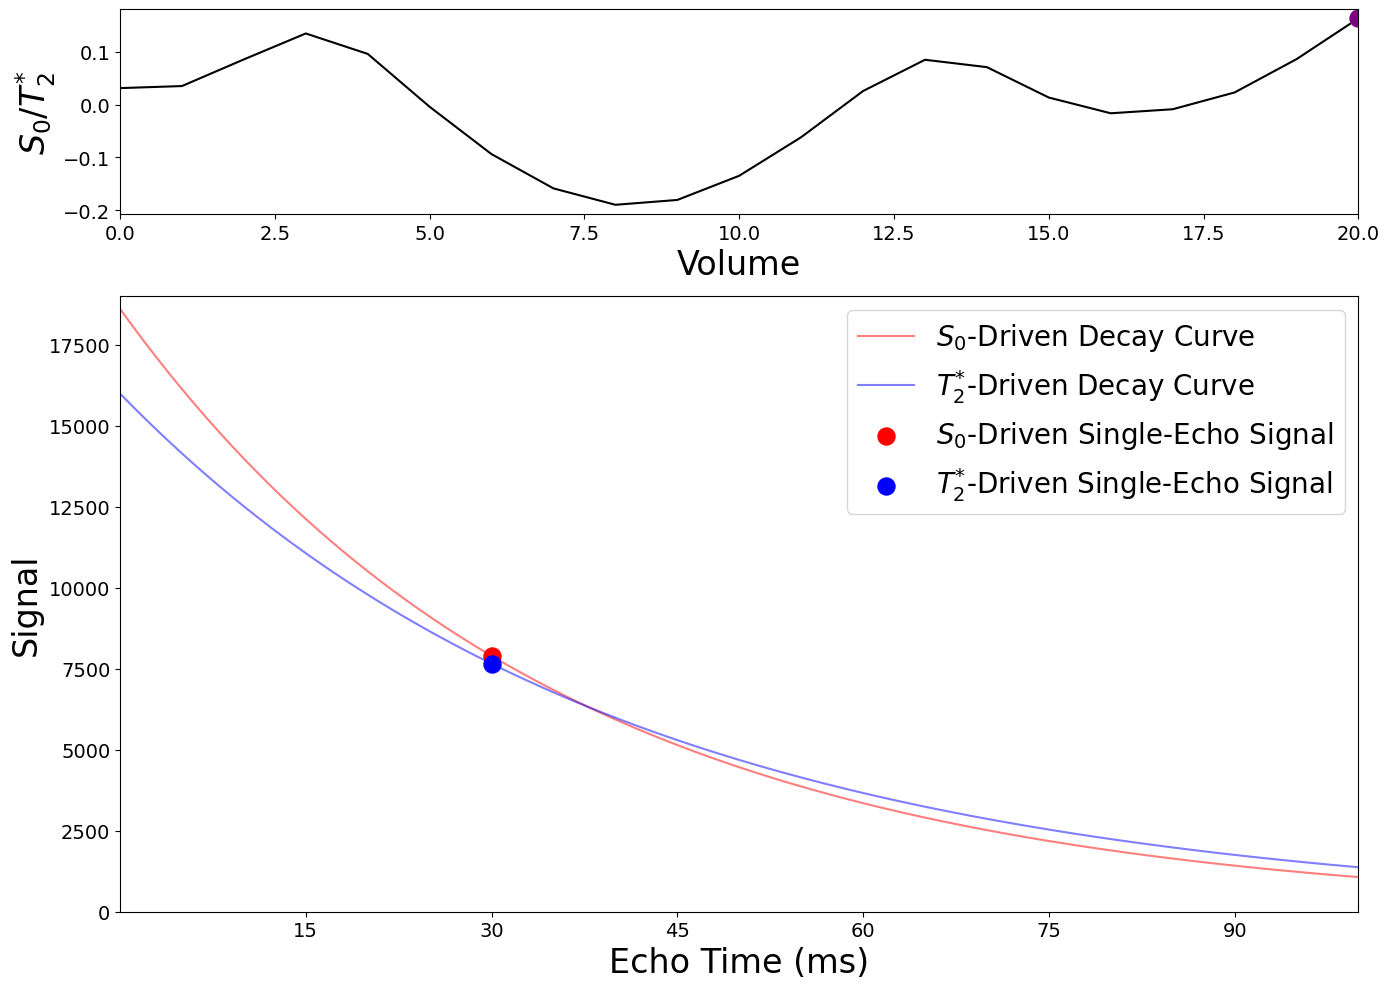 S₀/T₂*
0.1
0.0
−0.1
−0.2
0.0 2.5 5.0 7.5 10.0 12.5 15.0 17.5 20.0
Volume
Signal
17500
15000
12500
10000
7500
5000
2500
0
S₀-Driven Decay Curve
T₂*-Driven Decay Curve
S₀-Driven Single-Echo Signal
T₂*-Driven Single-Echo Signal
15 30 45 60 75 90
Echo Time (ms)